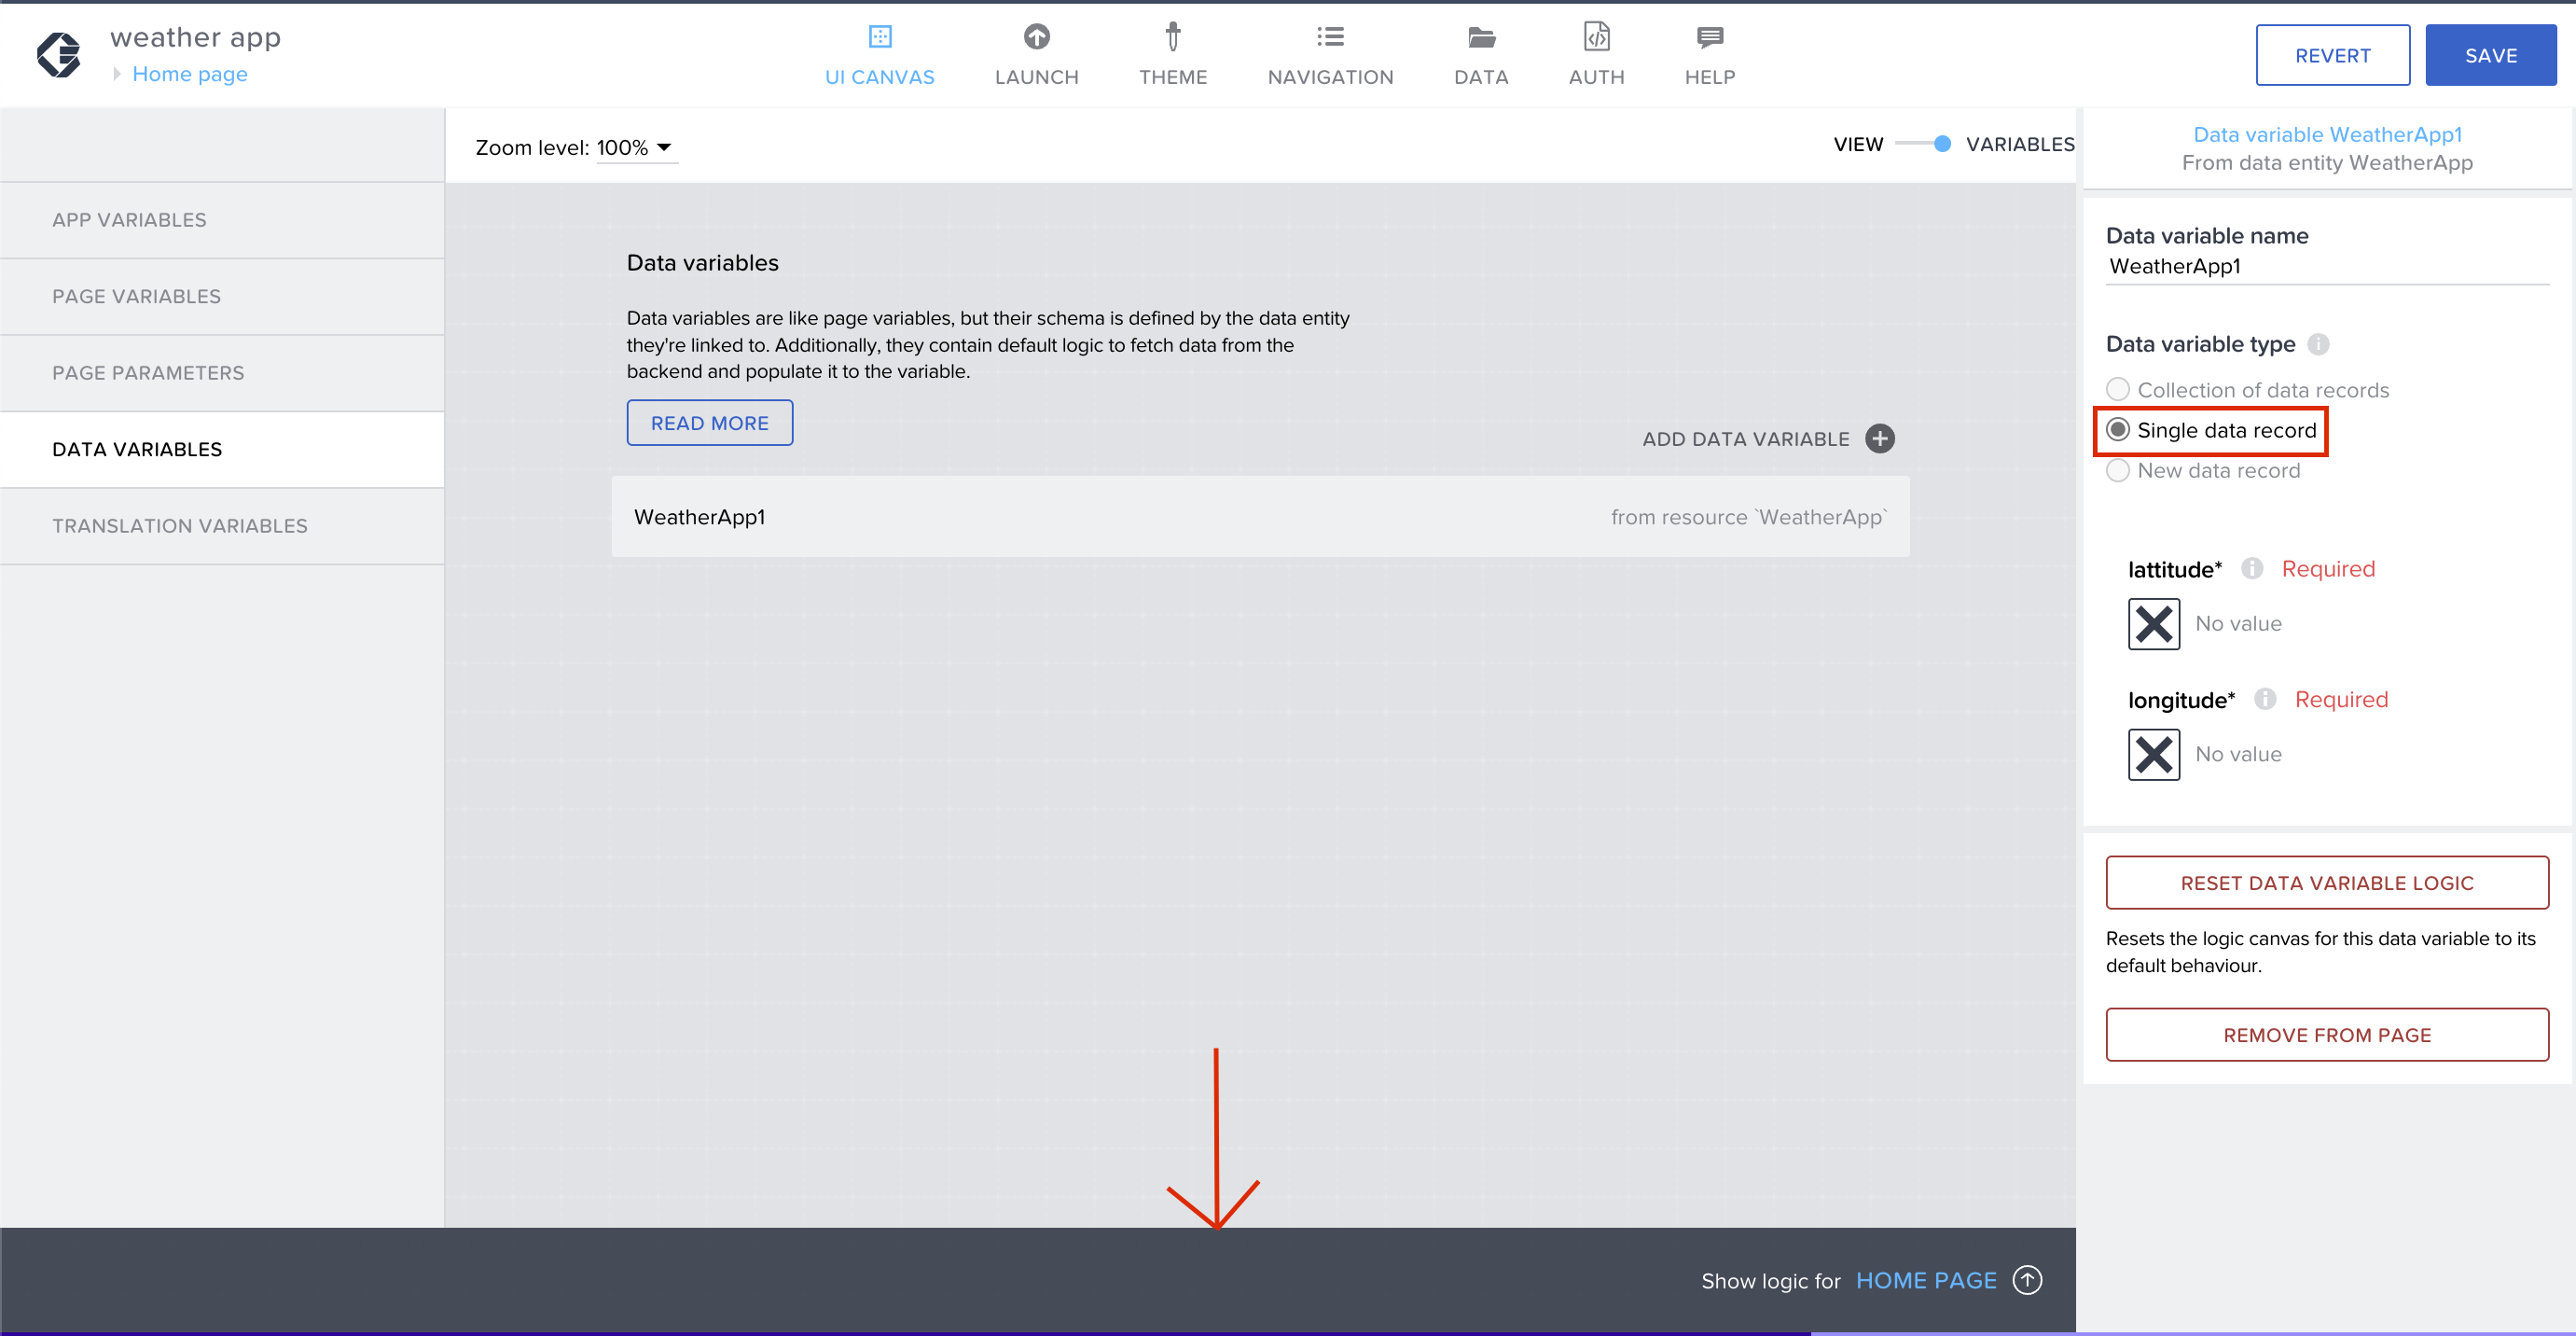 weather app
Home page
UI CANVAS
LAUNCH
THEME
NAVIGATION
DATA
AUTH
HELP
REVERT
SAVE
APP VARIABLES
PAGE VARIABLES
PAGE PARAMETERS
DATA VARIABLES
TRANSLATION VARIABLES
Zoom level: 100%
VIEW
VARIABLES
Data variables
Data variables are like page variables, but their schema is defined by the data entity
they're linked to. Additionally, they contain default logic to fetch data from the
backend and populate it to the variable.
READ MORE
ADD DATA VARIABLE
WeatherApp1
from resource `WeatherApp`
Show logic for HOME PAGE
Data variable WeatherApp1
From data entity WeatherApp
Data variable name
WeatherApp1
Data variable type
Collection of data records
Single data record
New data record
lattitude* Required
No value
longitude* Required
No value
RESET DATA VARIABLE LOGIC
Resets the logic canvas for this data variable to its
default behaviour.
REMOVE FROM PAGE